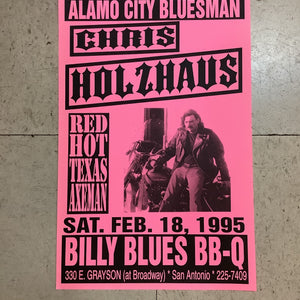 ALAMO CITY BLUESMAN
CHRIS
HOLZHAUS
RED
HOT
TEXAS
AXEMAN
SAT. FEB. 18, 1995
BILLY BLUES BB-Q
330 E. GRAYSON (at Broadway) * San Antonio * 225-7409